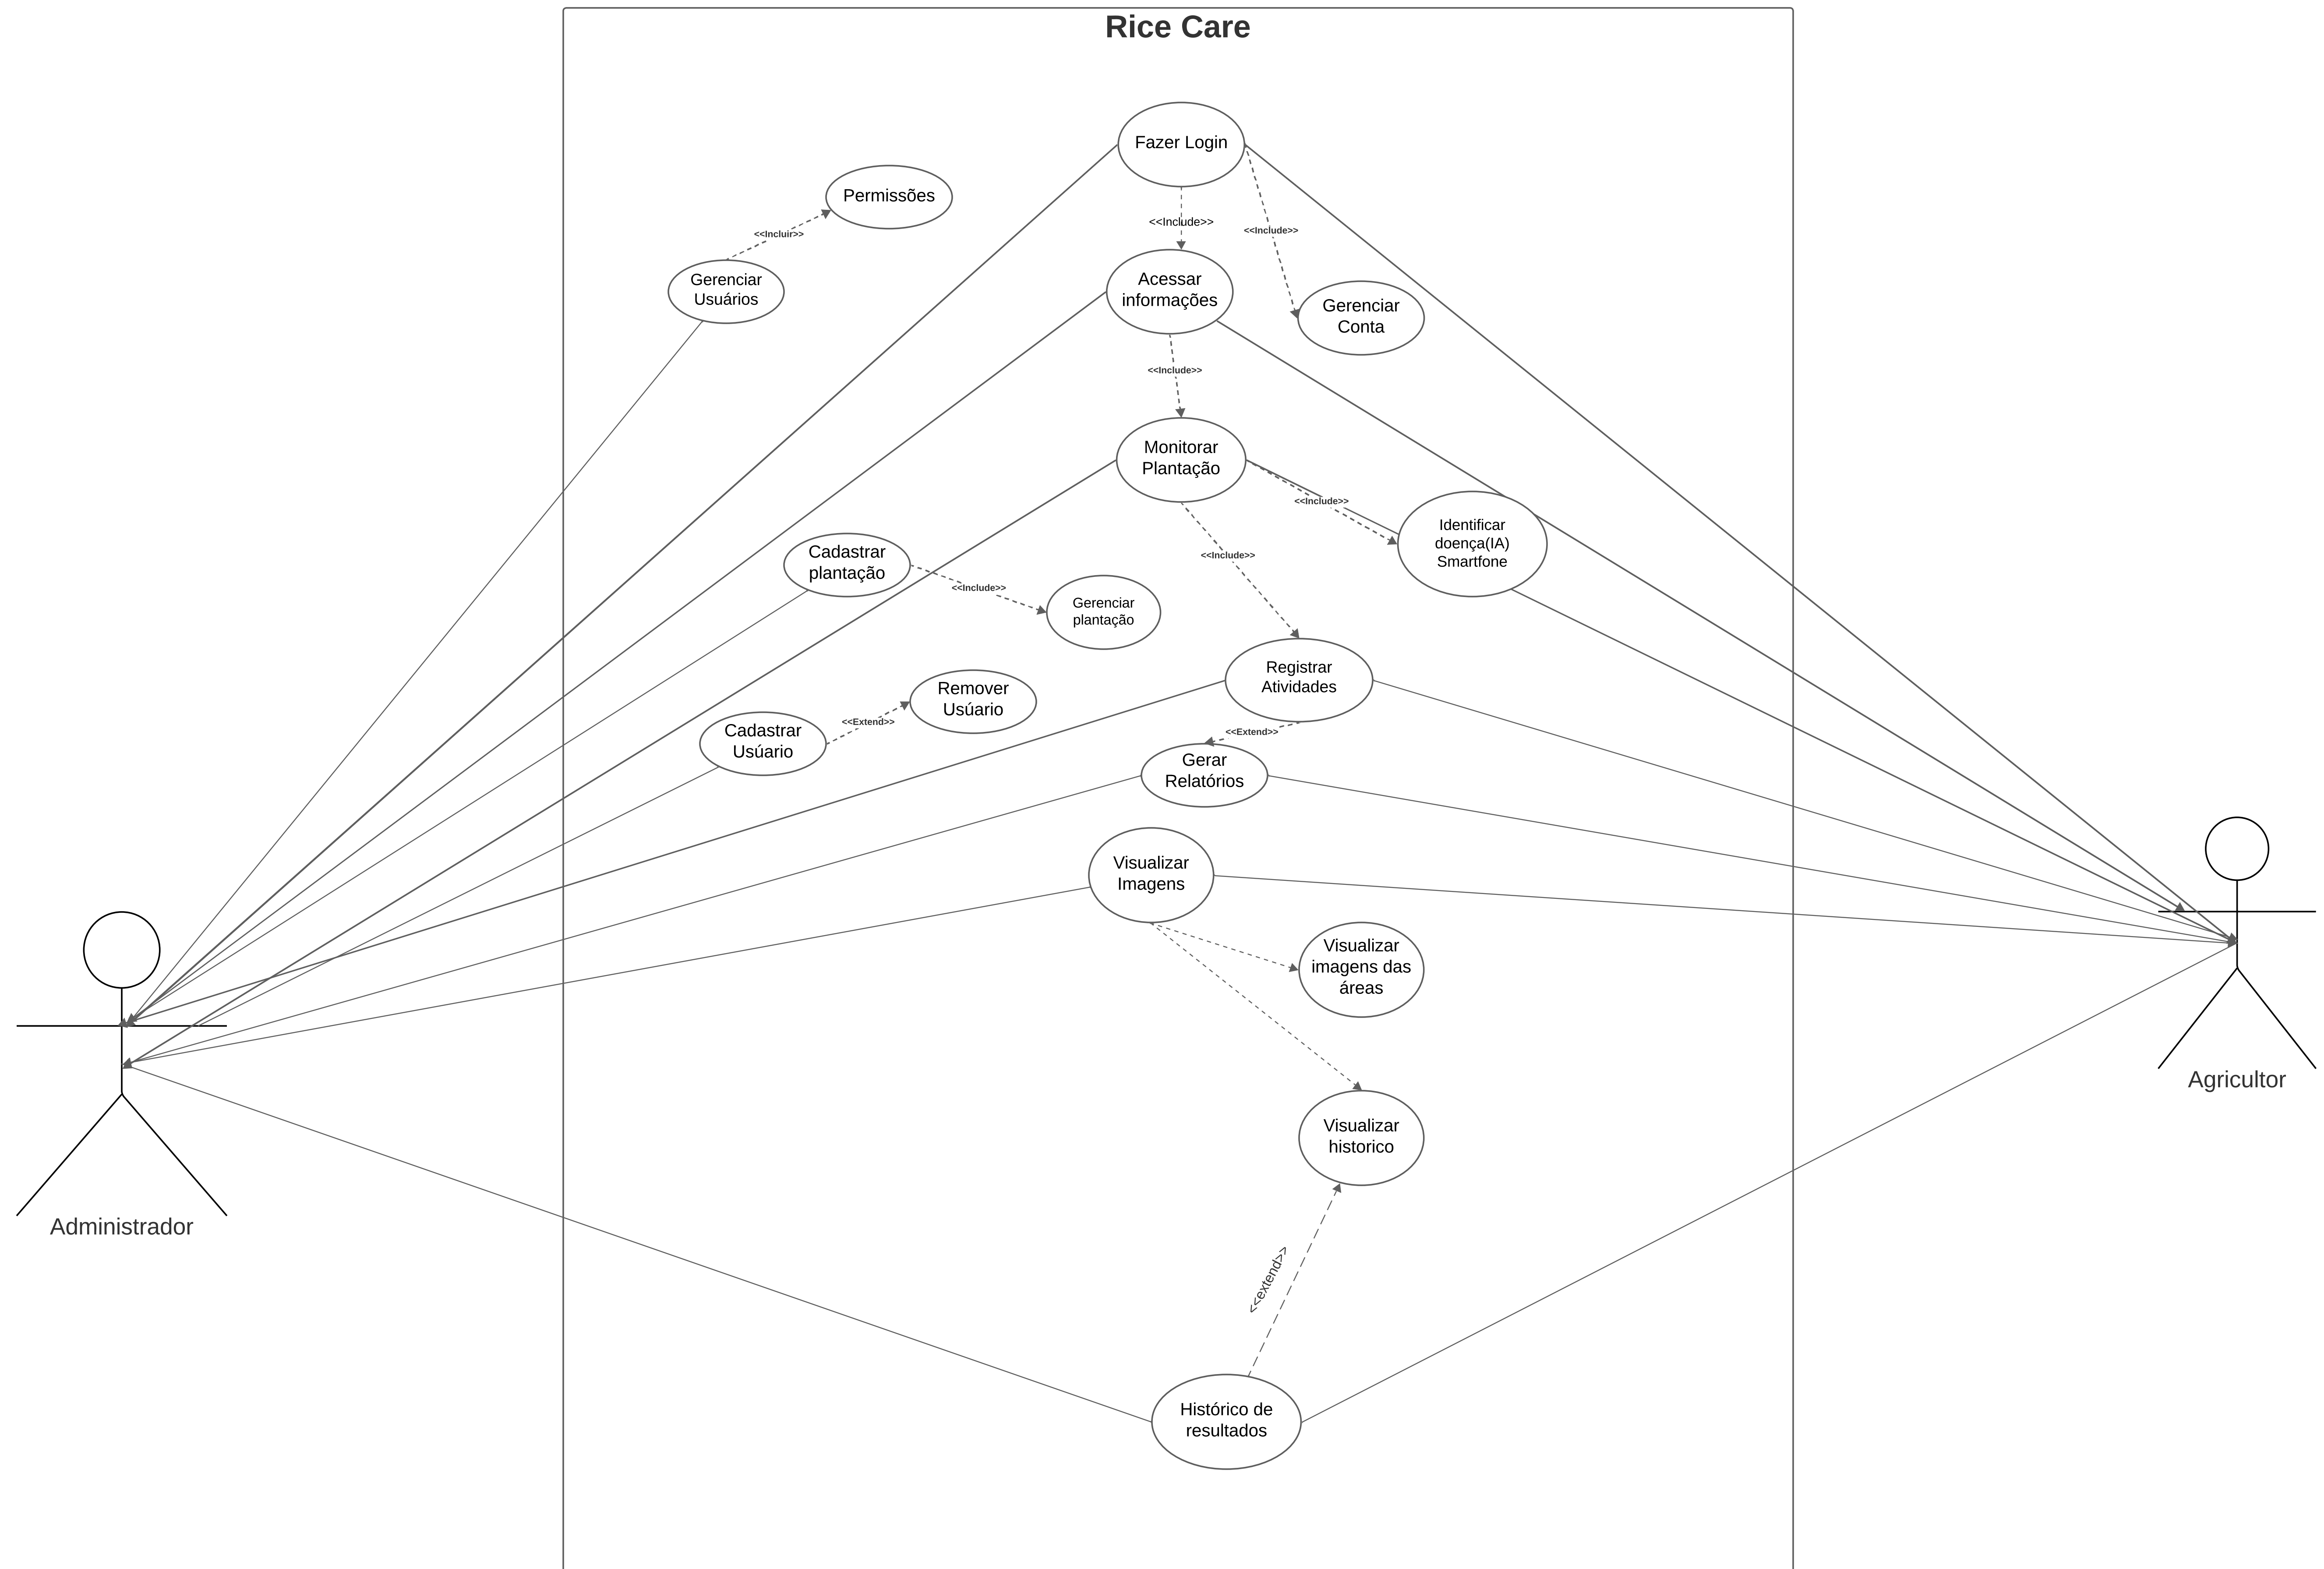 Rice Care
Fazer Login
Permissões
<<Incluir>>
<<Include>>
<<Include>>
Gerenciar
Usuários
Acessar
informações
Gerenciar
Conta
<<Include>>
Monitorar
Plantação
<<Include>>
Identificar
doença(IA)
Smartfone
<<Include>>
Cadastrar
plantação
<<Include>>
Gerenciar
plantação
Registrar
Atividades
Remover
Usúario
<<Extend>>
Cadastrar
Usúario
<<Extend>>
Gerar
Relatórios
Visualizar
Imagens
Visualizar
imagens das
áreas
Agricultor
Visualizar
historico
Administrador
<<extend>>
Histórico de
resultados